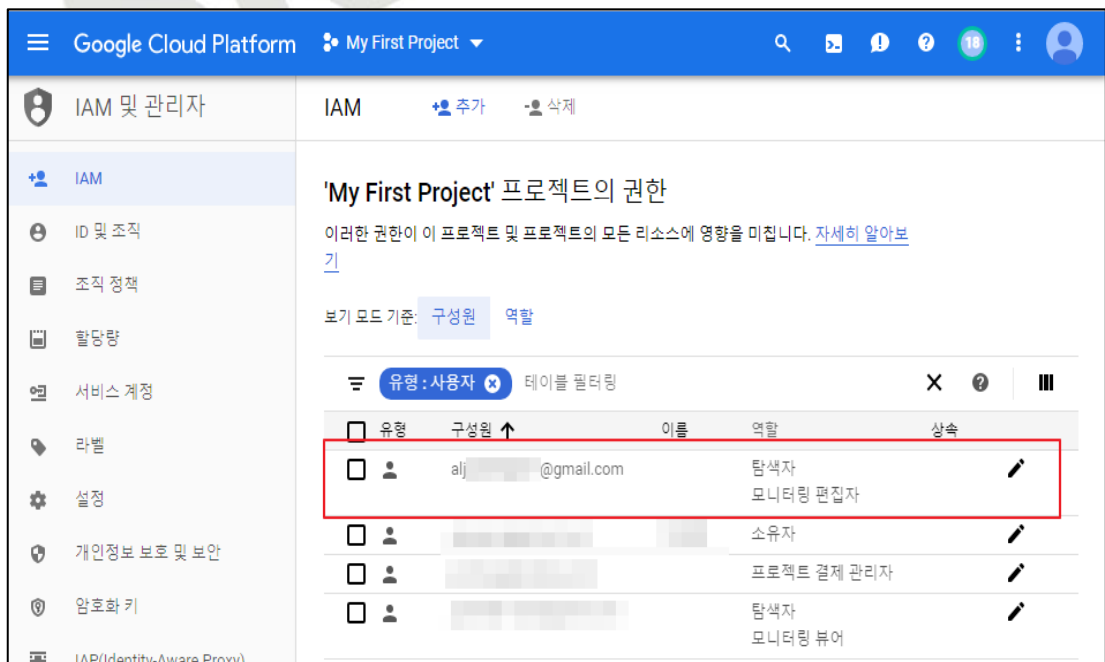 Google Cloud Platform My First Project 18
IAM 및 관리자
IAM 추가 삭제
IAM
ID 및 조직
조직 정책
할당량
서비스 계정
라벨
설정
개인정보 보호 및 보안
암호화 키
IAP(Identity-Aware Proxy)
'My First Project' 프로젝트의 권한
이러한 권한이 이 프로젝트 및 프로젝트의 모든 리소스에 영향을 미칩니다. 자세히 알아보
기
보기 모드 기준: 구성원 역할
유형 : 사용자 테이블 필터링
유형 구성원 이름 역할 상속
alj @gmail.com 탐색자
모니터링 편집자
소유자
프로젝트 결제 관리자
탐색자
모니터링 뷰어